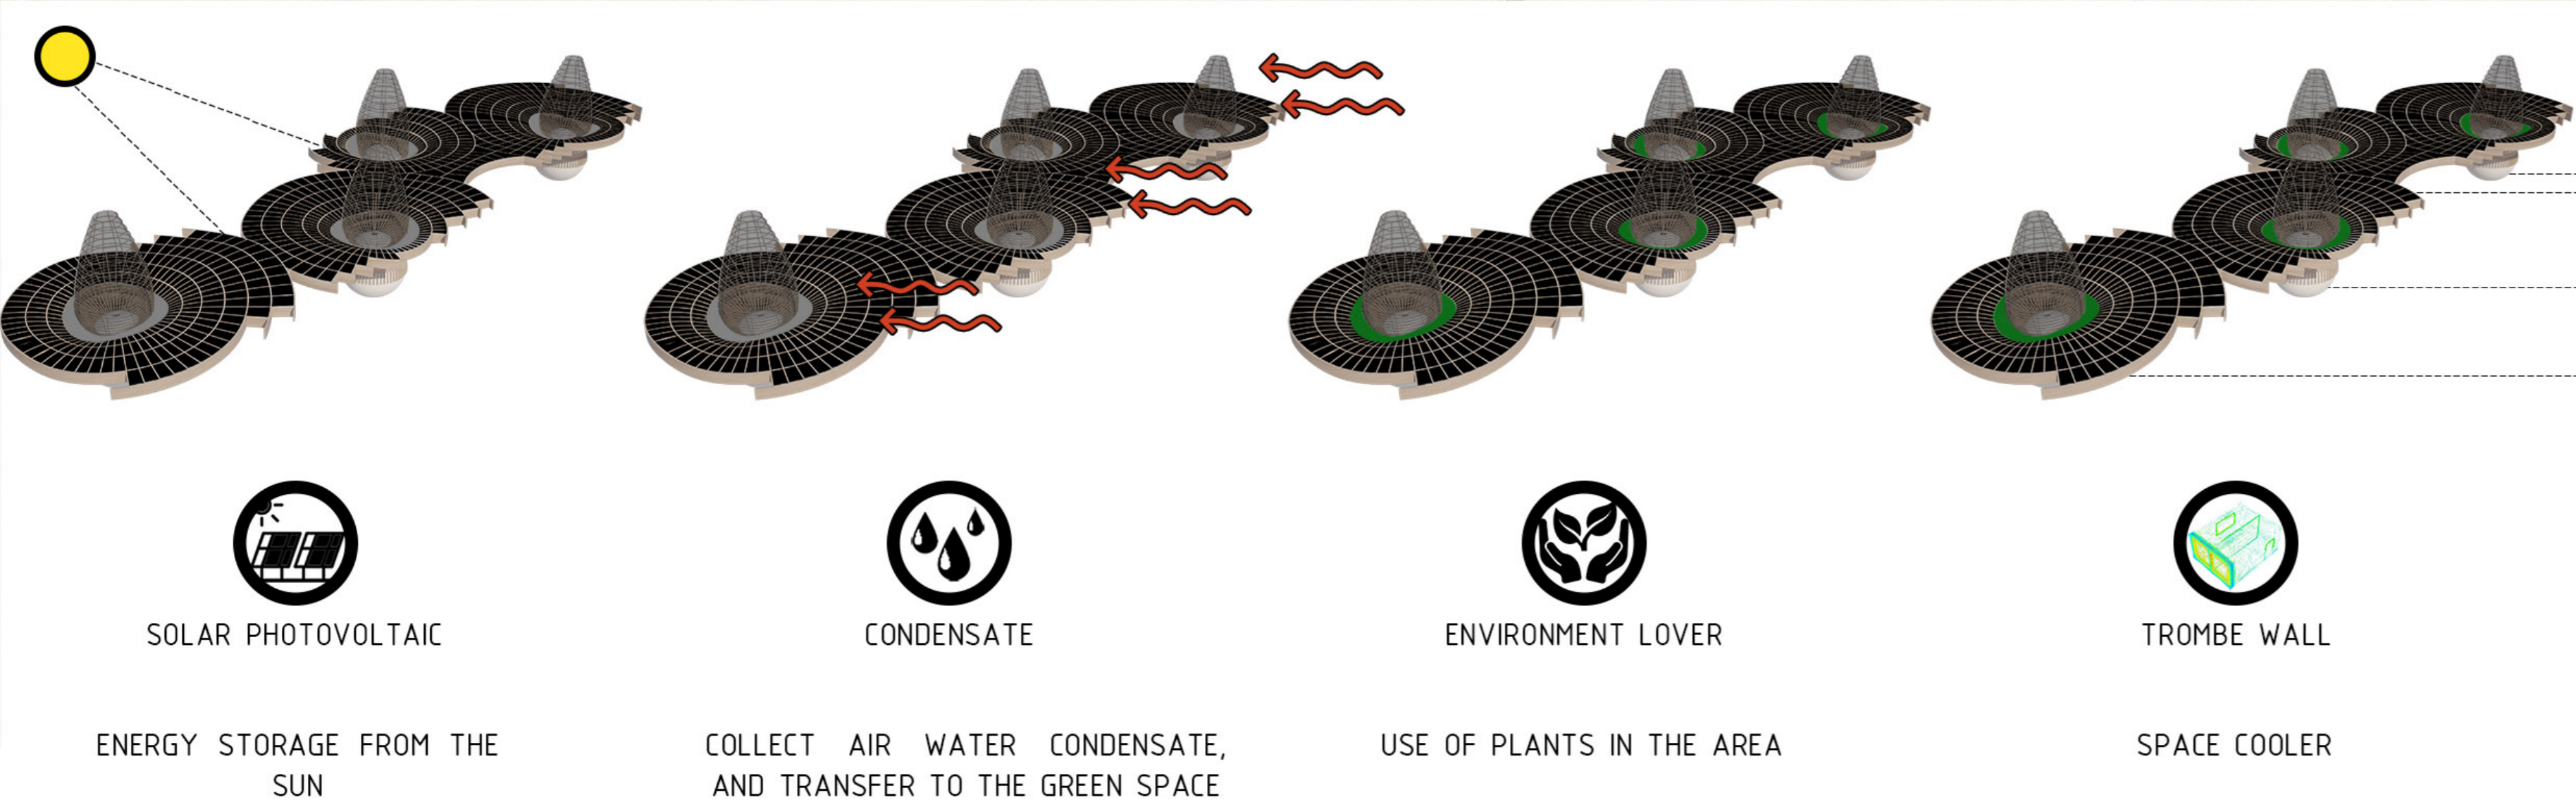 SOLAR PHOTOVOLTAIC
ENERGY STORAGE FROM THE
SUN
CONDENSATE
COLLECT AIR WATER CONDENSATE,
AND TRANSFER TO THE GREEN SPACE
ENVIRONMENT LOVER
USE OF PLANTS IN THE AREA
TROMBE WALL
SPACE COOLER